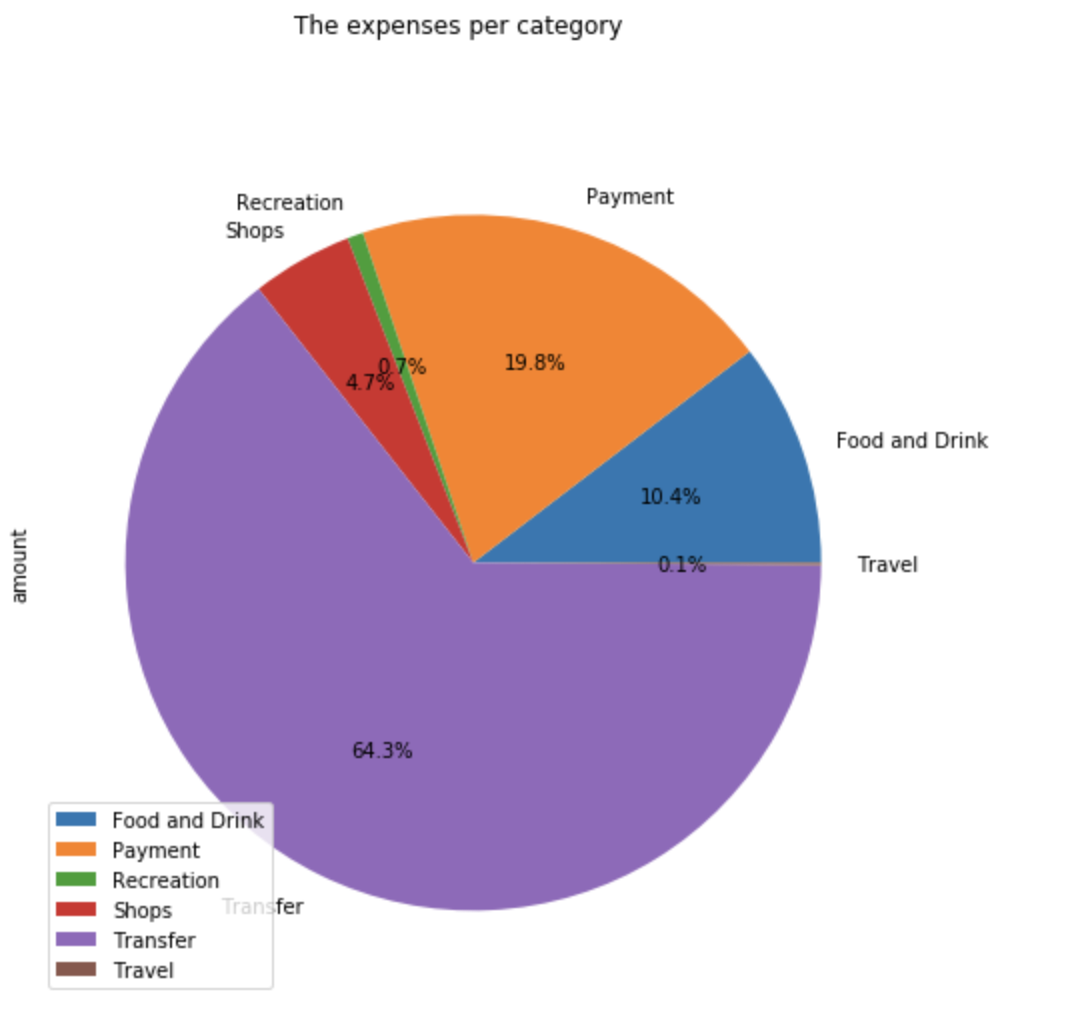 The expenses per category
Recreation
Payment
Shops
0.7%
19.8%
4.7%
Food and Drink
10.4%
Travel
0.1%
amount
64.3%
Transfer
Food and Drink
Payment
Recreation
Shops
Transfer
Travel